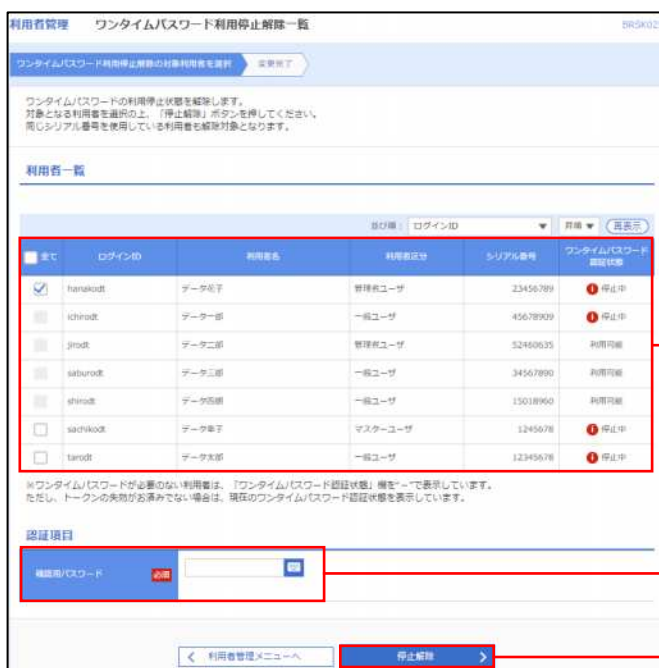 利用者管理 ワンタイムパスワード利用停止解除一覧 BRSK02
ワンタイムパスワード利用停止解除の対象利用者を選択 変更完了
ワンタイムパスワードの利用停止状態を解除します。
対象となる利用者を選択の上、「停止解除」ボタンを押してください。
同じシリアル番号を使用している利用者も解除対象となります。
利用者一覧
並び順: ログインID 昇順 再表示
全て ログインID 利用者名 利用者区分 シリアル番号 ワンタイムパスワード
認証状態
hanakodt データ花子 管理者ユーザ 23456789 停止中
ichirodt データ一郎 一般ユーザ 45678909 停止中
jirodt データ二郎 管理者ユーザ 52460635 利用可能
saburodt データ三郎 一般ユーザ 34567890 利用可能
shirodt データ四朗 一般ユーザ 15018960 利用可能
sachikodt データ幸子 マスターユーザ 1245678 停止中
tarodt データ太郎 一般ユーザ 12345678 停止中
※ワンタイムパスワードが必要のない利用者は、「ワンタイムパスワード認証状態」欄を"−"で表示しています。
ただし、トークンの失効がお済みでない場合は、現在のワンタイムパスワード認証状態を表示しています。
認証項目
確認用パスワード 必須
利用者管理メニューへ 停止解除